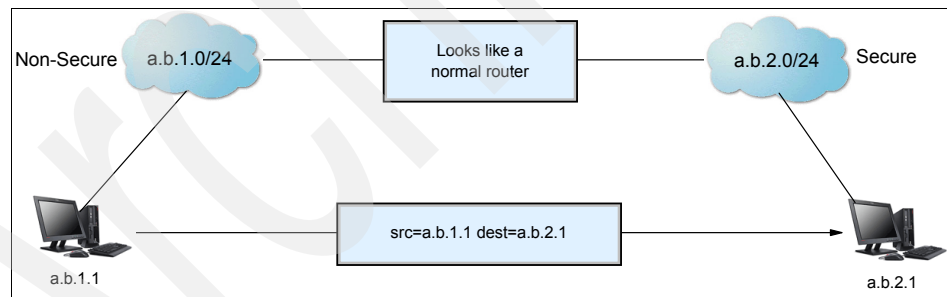 Non-Secure
a.b.1.0/24
Looks like a
normal router
a.b.2.0/24
Secure
src=a.b.1.1 dest=a.b.2.1
a.b.1.1
a.b.2.1